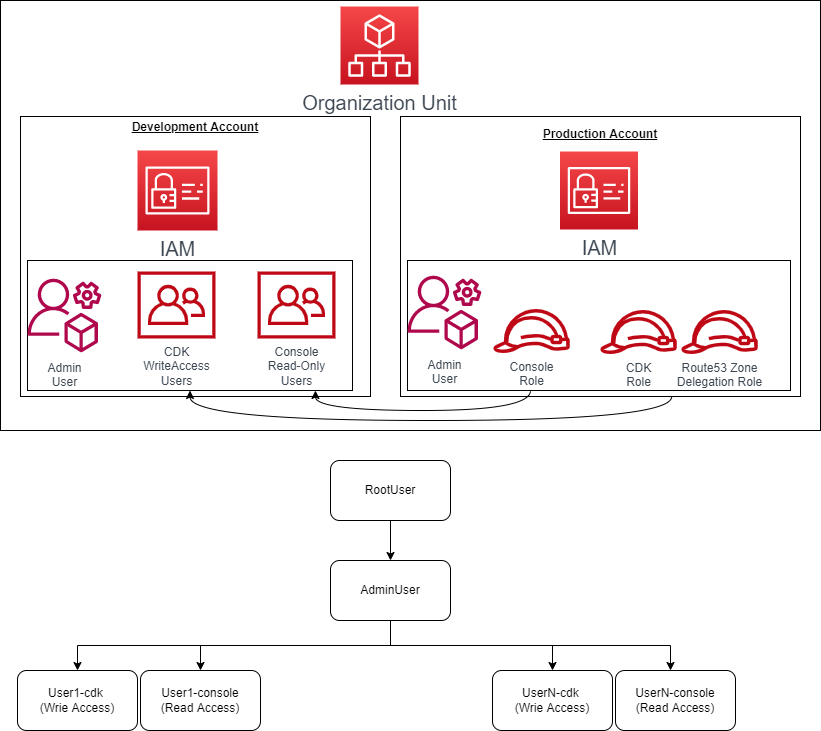 Organization Unit
Development Account
IAM
Admin
User
CDK
WriteAccess
Users
Console
Read-Only
Users
Production Account
IAM
Admin
User
Console
Role
CDK
Role
Route53 Zone
Delegation Role
RootUser
AdminUser
User1-cdk
(Wrie Access)
User1-console
(Read Access)
UserN-cdk
(Wrie Access)
UserN-console
(Read Access)